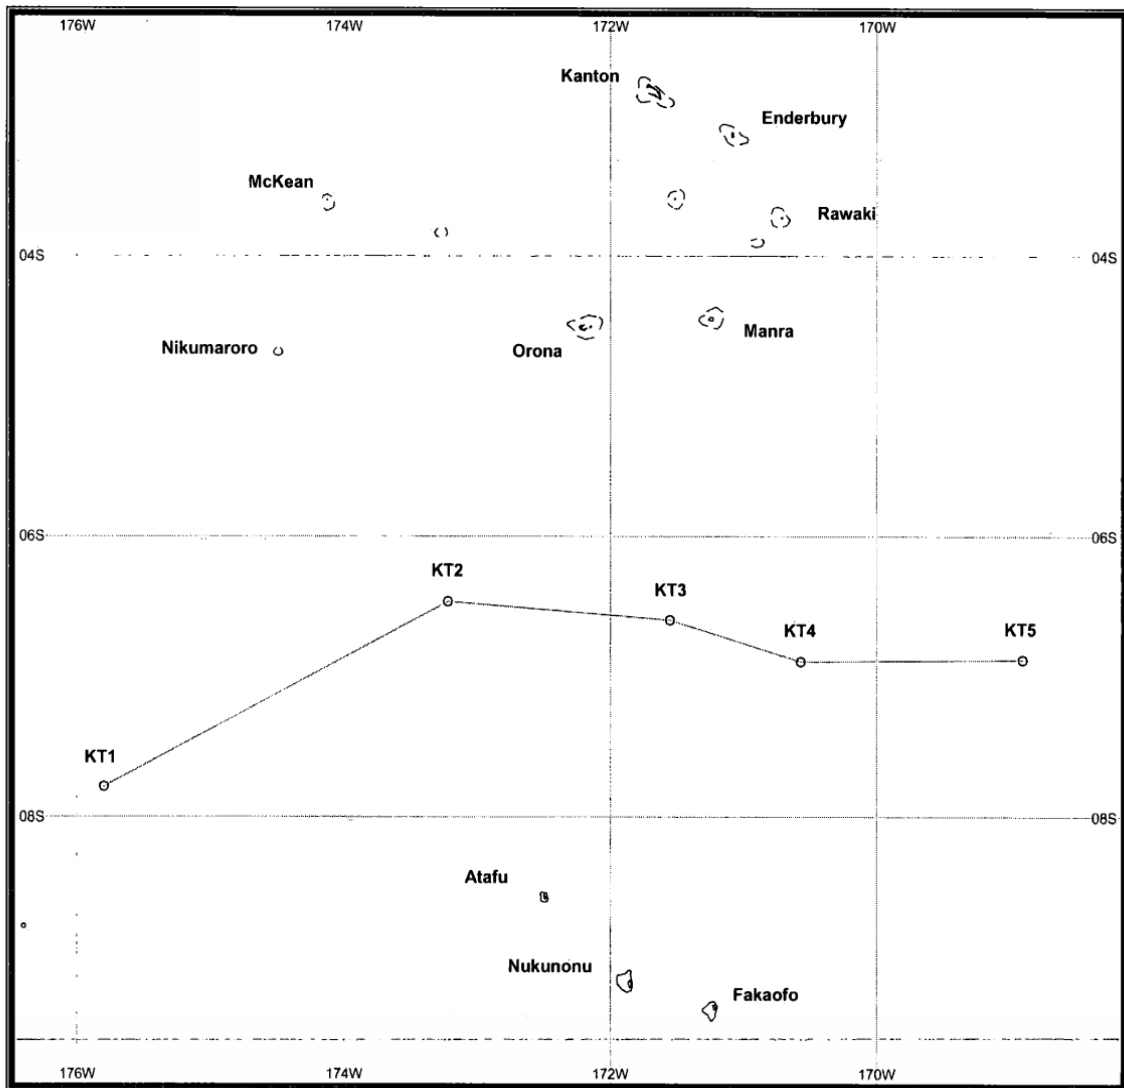 176W 174W 172W 170W
Kanton
Enderbury
McKean
Rawaki
04S 04S
Manra
Nikumaroro
Orona
06S 06S
KT2
KT3
KT4
KT5
KT1
08S 08S
Atafu
Nukunonu
Fakaofo
176W 174W 172W 170W